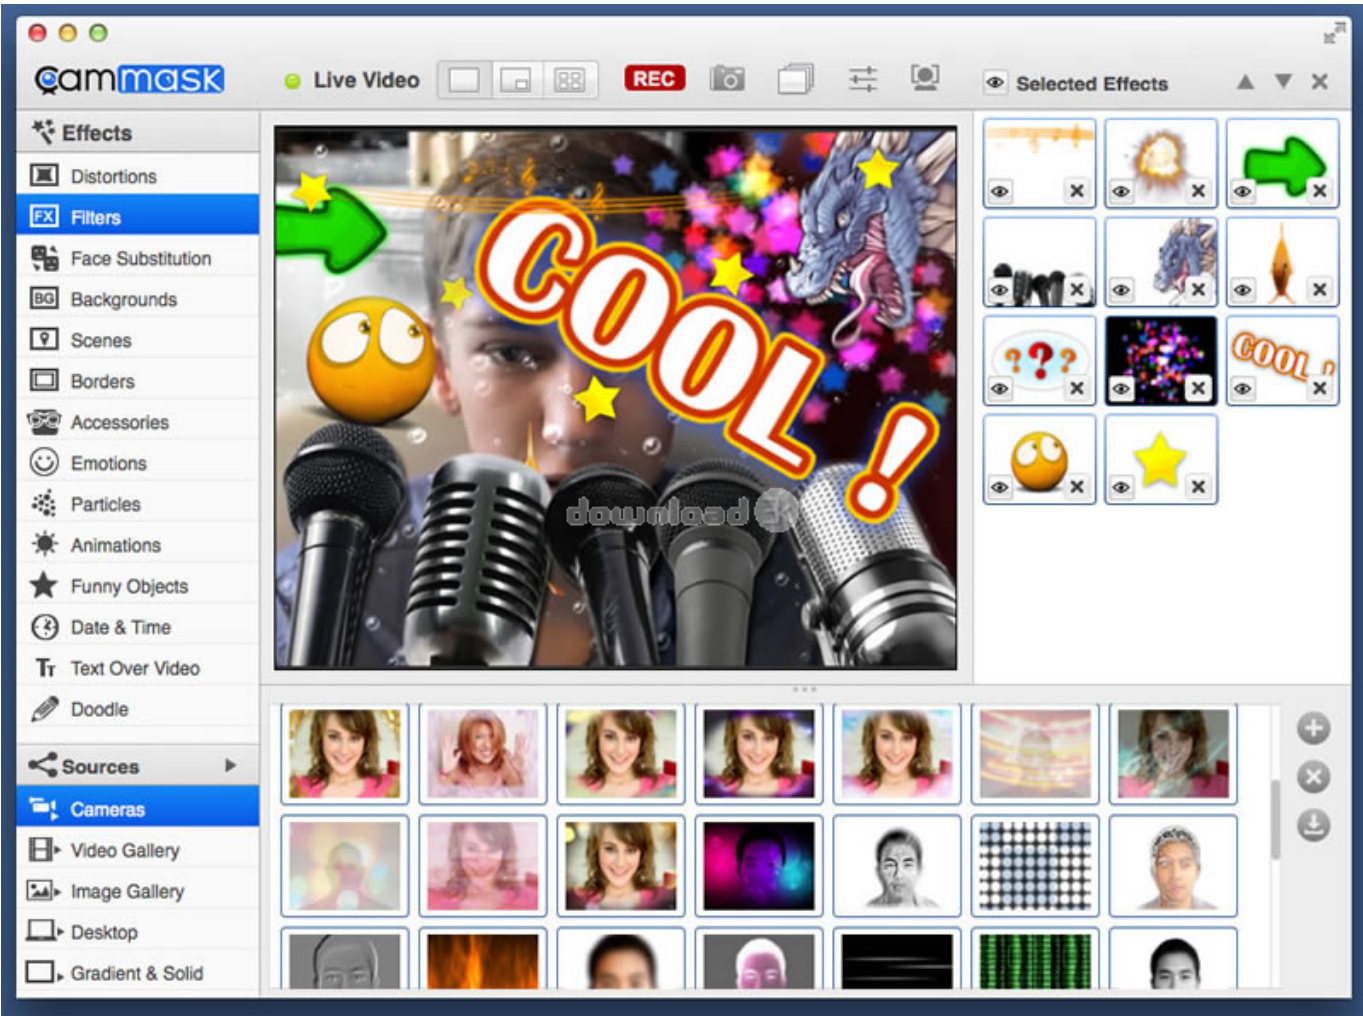 cammask
Live Video
REC
Selected Effects
Effects
Distortions
FX Filters
Face Substitution
BG Backgrounds
Scenes
Borders
Accessories
Emotions
Particles
Animations
Funny Objects
Date & Time
TT Text Over Video
Doodle
Sources
Cameras
Video Gallery
Image Gallery
Desktop
Gradient & Solid
COOL !
download 3k
???
COOL !